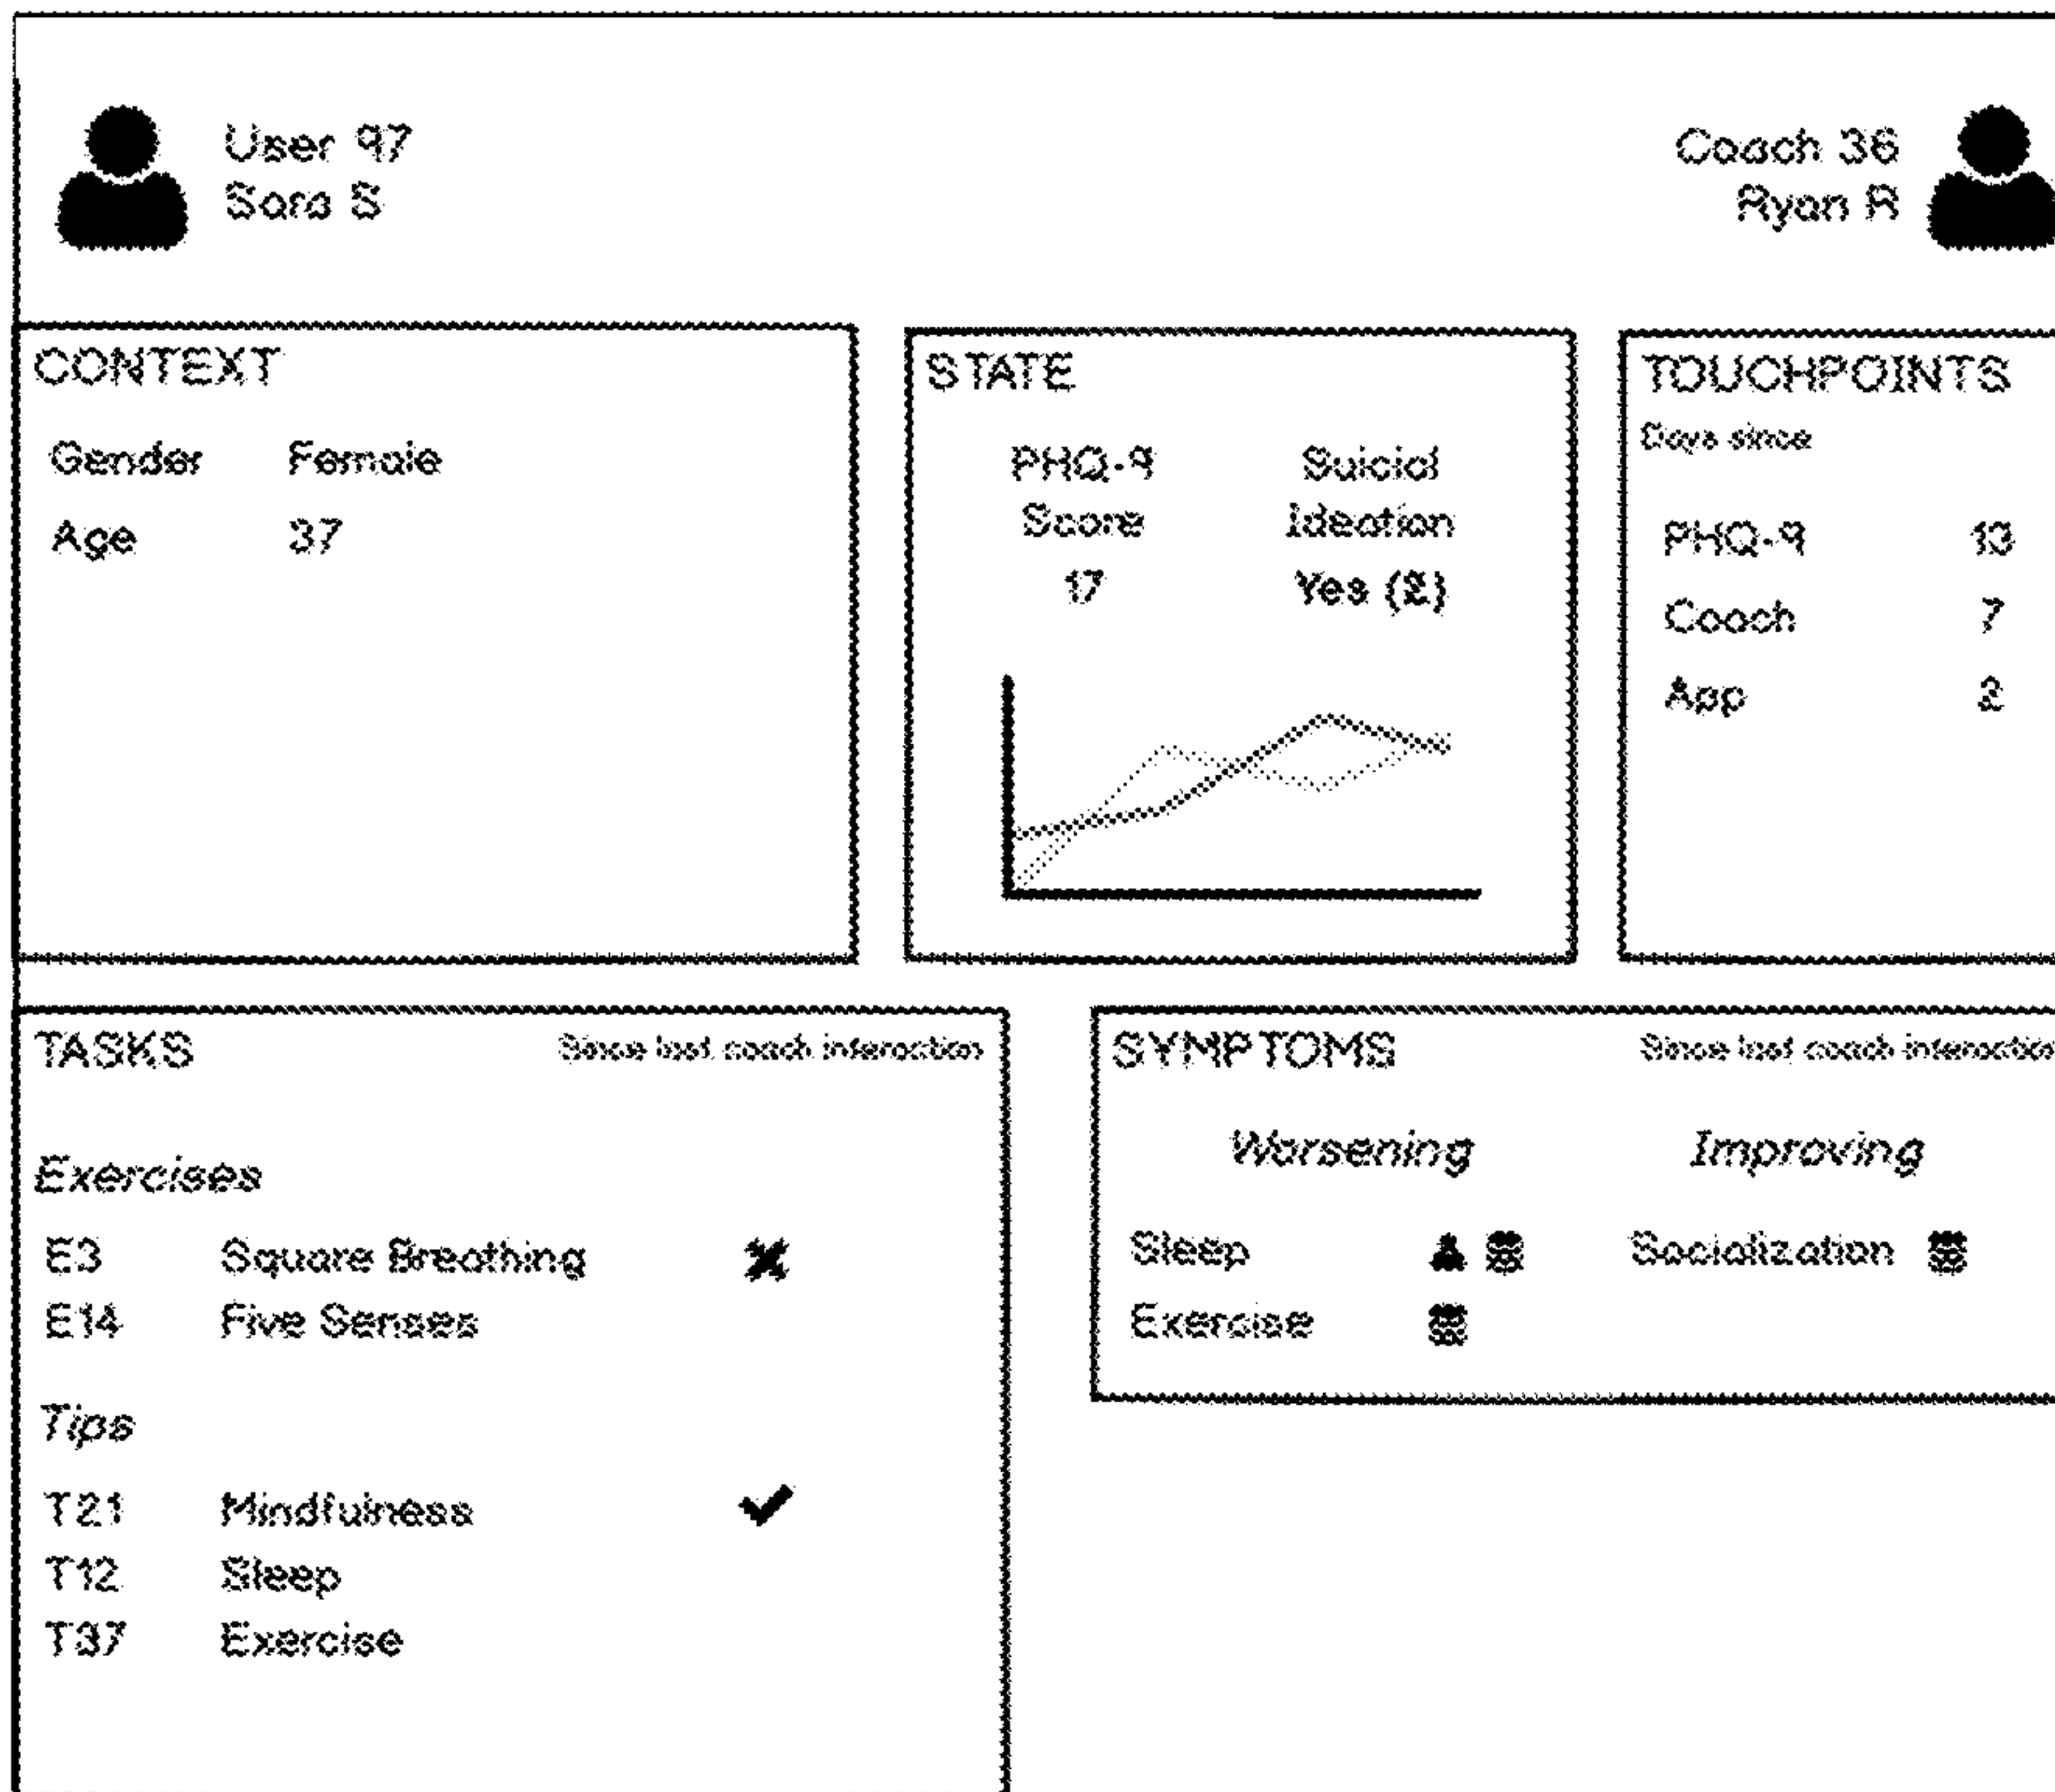 User 97
Sara S
Coach 36
Ryan R
CONTEXT
Gender Female
Age 37
STATE
PHQ-9 Suicid
Score Ideation
17 Yes (2)
TOUCHPOINTS
Days since
PHQ-9 13
Coach 7
App 2
TASKS Since last coach interaction
Exercises
E3 Square Breathing
E14 Five Senses
Tips
T21 Mindfulness
T12 Sleep
T37 Exercise
SYMPTOMS Since last coach interaction
Worsening Improving
Sleep Socialization
Exercise